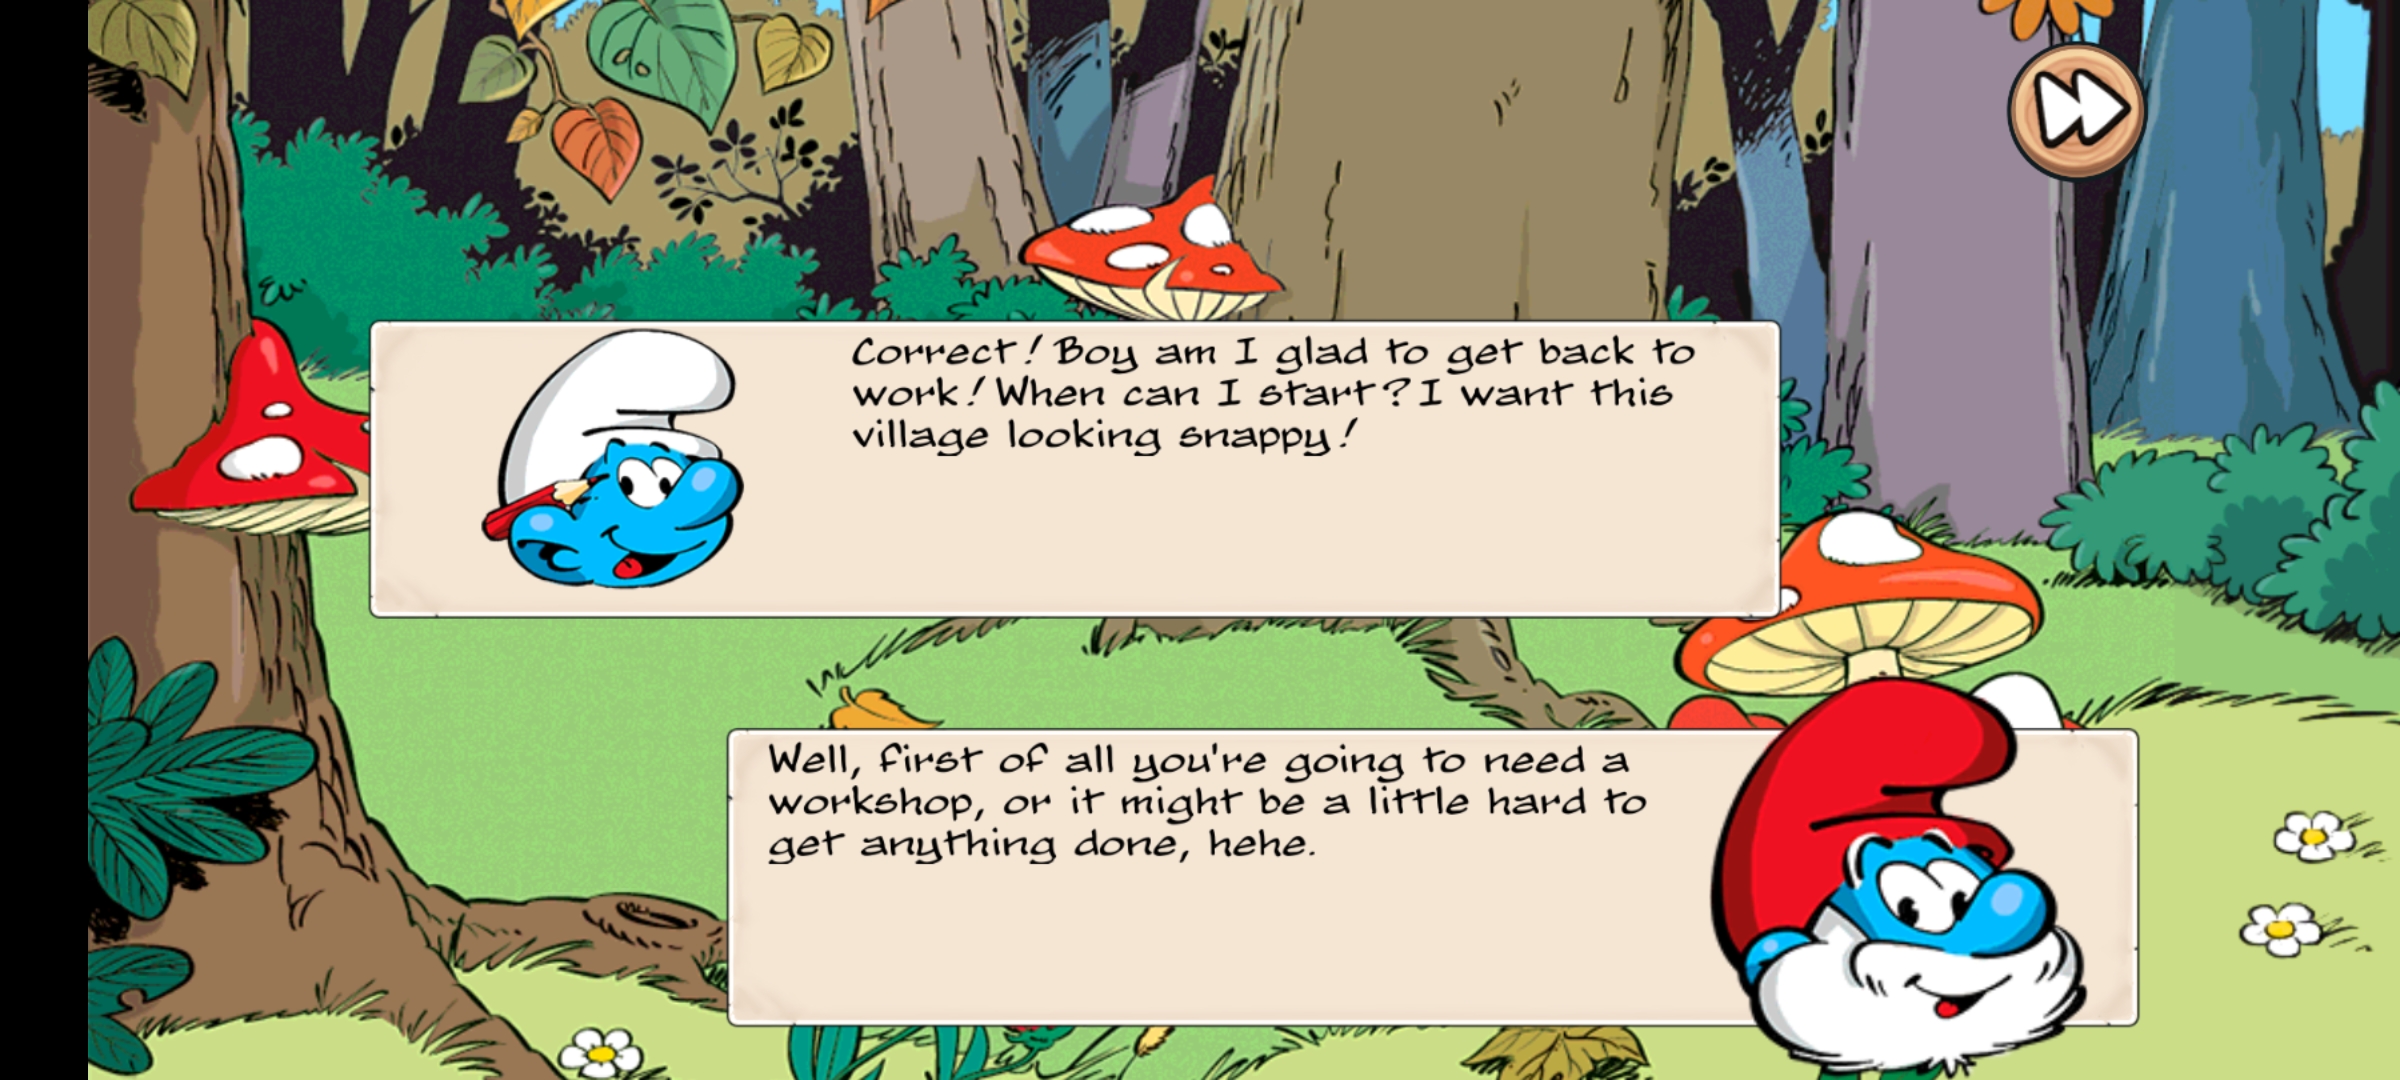 Correct! Boy am I glad to get back to
work! When can I start? I want this
village looking snappy!
Well, first of all you're going to need a
workshop, or it might be a little hard to
get anything done, hehe.